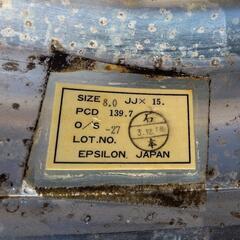 SIZE 8.0 JJ× 15.
PCD 139.7
O/S -27
LOT.NO.
EPSILON, JAPAN